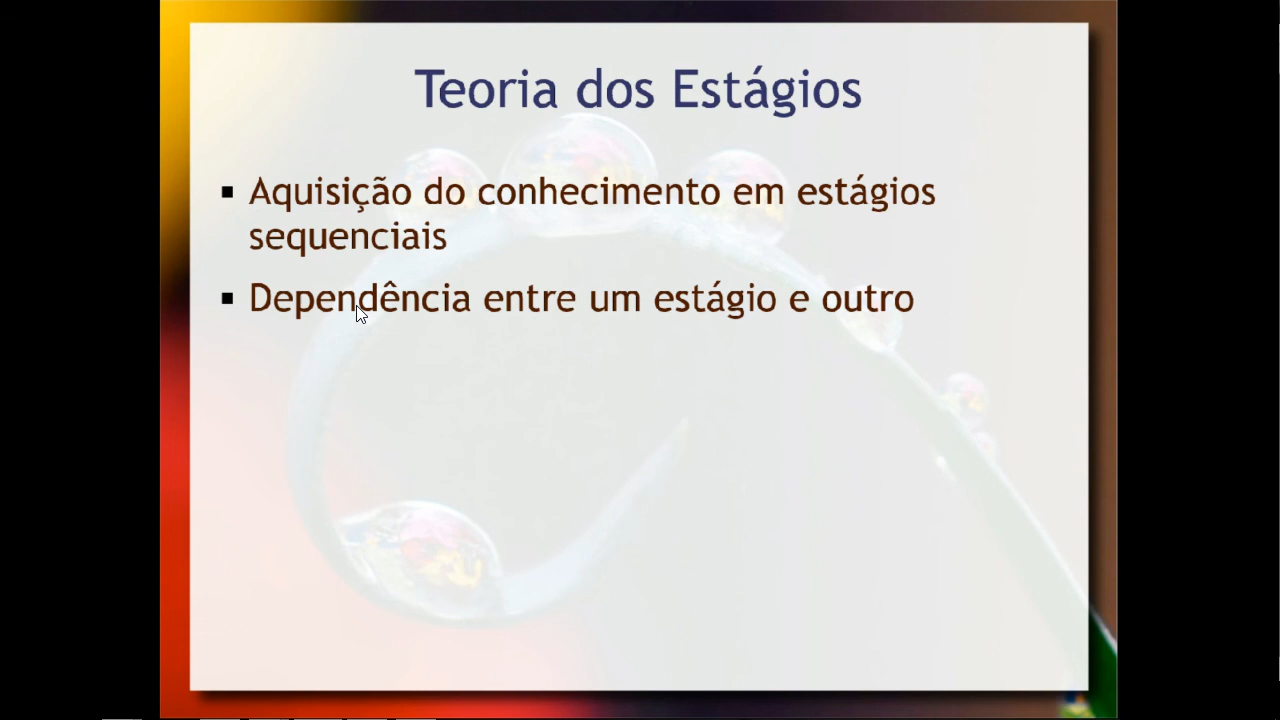 Teoria dos Estágios
▪ Aquisição do conhecimento em estágios
sequenciais
▪ Dependência entre um estágio e outro